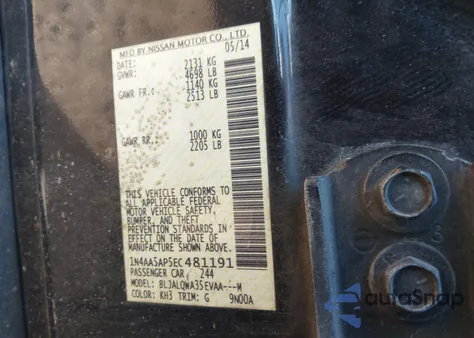 MFD BY NISSAN MOTOR CO., LTD.
DATE: 05/14
GVWR: 2131 KG
4698 LB
GAWR FR.: 1140 KG
2513 LB
GAWR RR.: 1000 KG
2205 LB
THIS VEHICLE CONFORMS TO
ALL APPLICABLE FEDERAL
MOTOR VEHICLE SAFETY,
BUMPER, AND THEFT
PREVENTION STANDARDS IN
EFFECT ON THE DATE OF
MANUFACTURE SHOWN ABOVE.
1N4AA5AP5EC481191
PASSENGER CAR 244
MODEL: BLJALQWA35EVAA---M
COLOR: KH3 TRIM: G 9N00A
autoSnap